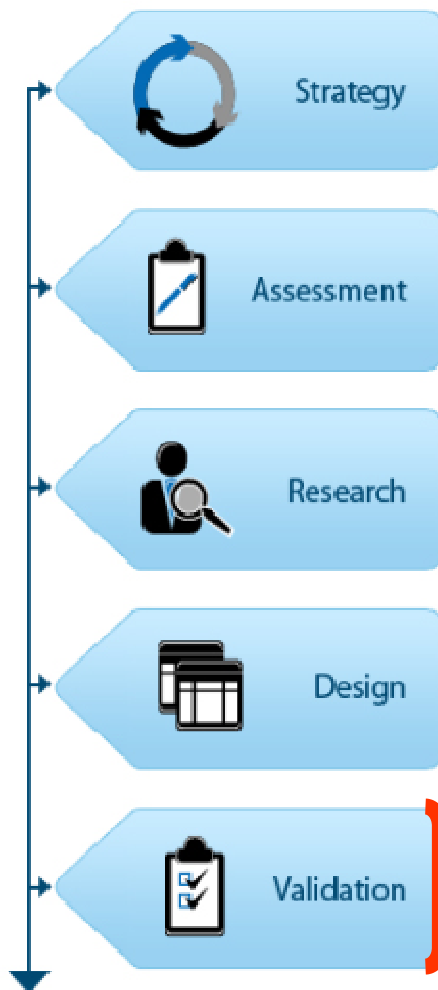 Strategy
Assessment
Research
Design
Validation